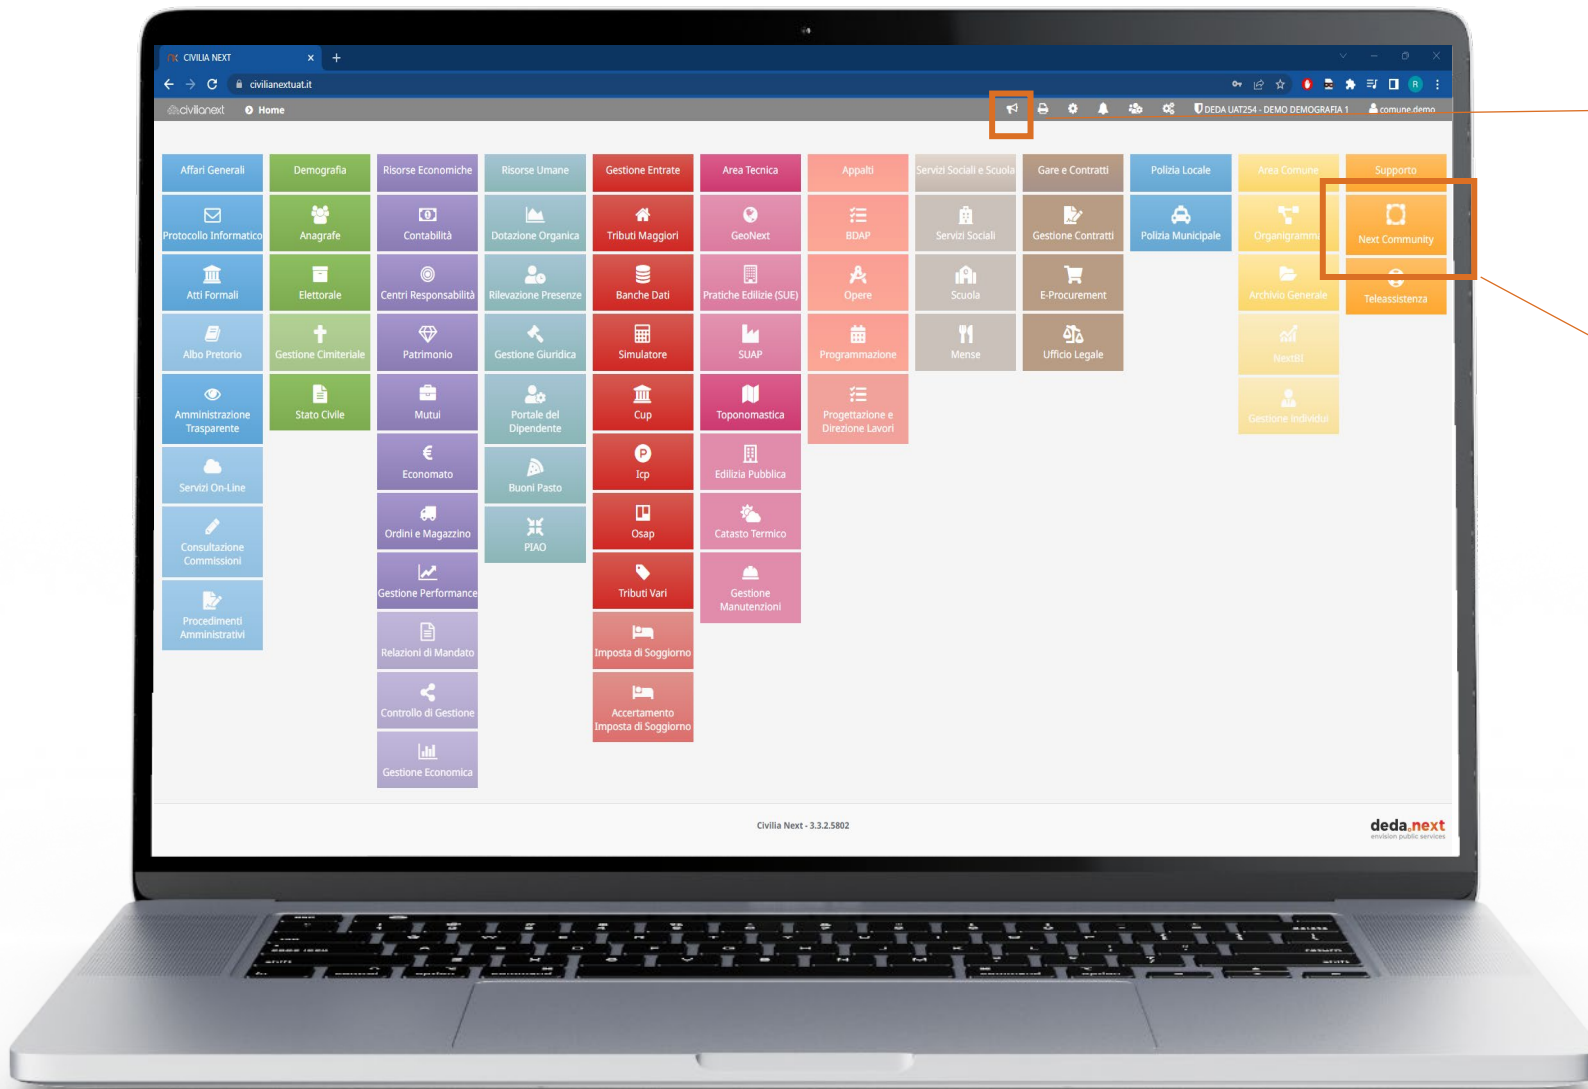 CIVILIA NEXT
civilianextuat.it
civilianext
Home
DEDA UAT254 - DEMO DEMOGRAFIA 1
comune.demo
Affari Generali
Protocollo Informatico
Atti Formali
Albo Pretorio
Amministrazione
Trasparente
Servizi On-Line
Consultazione
Commissioni
Procedimenti
Amministrativi
Demografia
Anagrafe
Elettorale
Gestione Cimiteriale
Stato Civile
Risorse Economiche
Contabilità
Centri Responsabilità
Patrimonio
Mutui
Economato
Ordini e Magazzino
Gestione Performance
Relazioni di Mandato
Controllo di Gestione
Gestione Economica
Risorse Umane
Dotazione Organica
Rilevazione Presenze
Gestione Giuridica
Portale del
Dipendente
Buoni Pasto
PIAO
Gestione Entrate
Tributi Maggiori
Banche Dati
Simulatore
Cup
Icp
Osap
Tributi Vari
Imposta di Soggiorno
Accertamento
Imposta di Soggiorno
Area Tecnica
GeoNext
Pratiche Edilizie (SUE)
SUAP
Toponomastica
Edilizia Pubblica
Catasto Termico
Gestione
Manutenzioni
Appalti
BDAP
Opere
Programmazione
Progettazione e
Direzione Lavori
Servizi Sociali e Scuola
Servizi Sociali
Scuola
Mense
Gare e Contratti
Gestione Contratti
E-Procurement
Ufficio Legale
Polizia Locale
Polizia Municipale
Area Comune
Organigramma
Archivio Generale
NextBI
Gestione Individui
Supporto
Next Community
Teleassistenza
Civilia Next - 3.3.2.5802
deda.next
envision public services